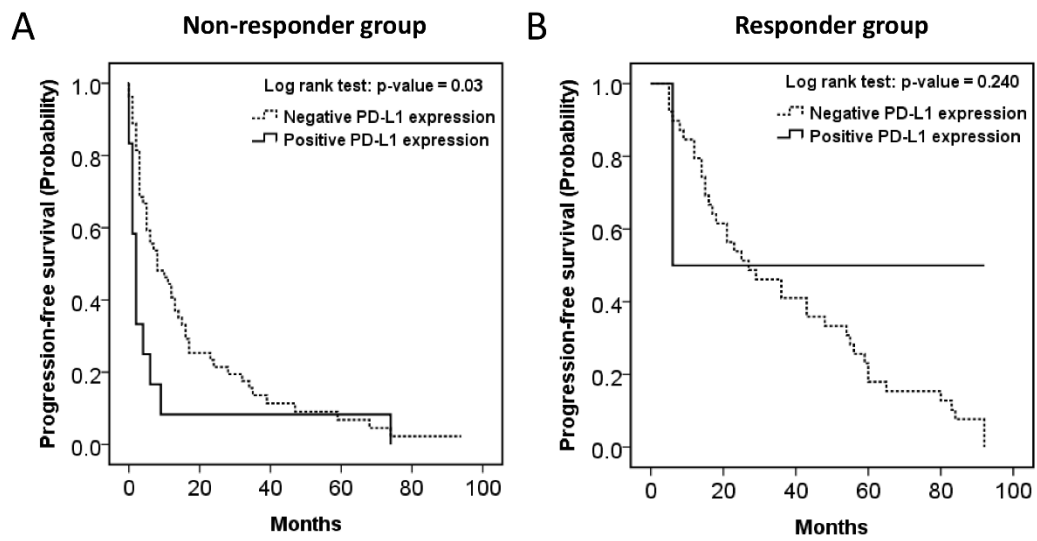 A
Non-responder group
Log rank test: p-value = 0.03
Negative PD-L1 expression
Positive PD-L1 expression
Progression-free survival (Probability)
1.0
0.8
0.6
0.4
0.2
0.0
0 20 40 60 80 100
Months
B
Responder group
Log rank test: p-value = 0.240
Negative PD-L1 expression
Positive PD-L1 expression
Progression-free survival (Probability)
1.0
0.8
0.6
0.4
0.2
0.0
0 20 40 60 80 100
Months